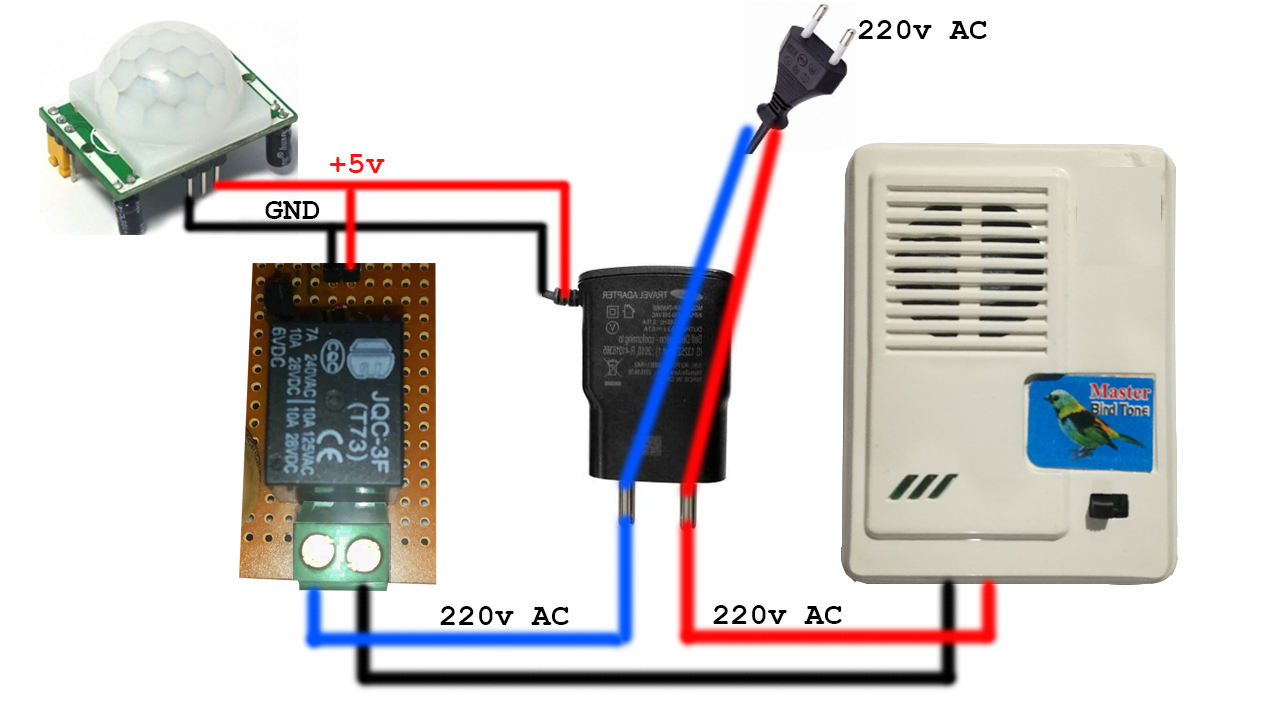 220v AC
+5v
GND
TRAVEL ADAPTER
7A 240VAC 10A 125VAC
10A 28VDC 10A 28VDC
6VDC
CQC
JQC-3F
(T73)
CE
Master
Bird Tone
220v AC
220v AC